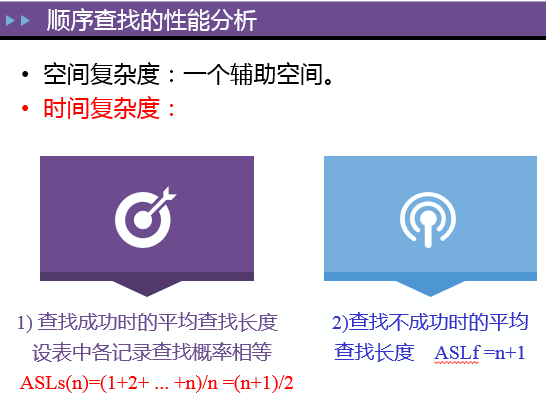 顺序查找的性能分析
• 空间复杂度：一个辅助空间。
• 时间复杂度：
1) 查找成功时的平均查找长度
设表中各记录查找概率相等
ASLs(n)=(1+2+ ... +n)/n =(n+1)/2
2)查找不成功时的平均
查找长度 ASLf =n+1